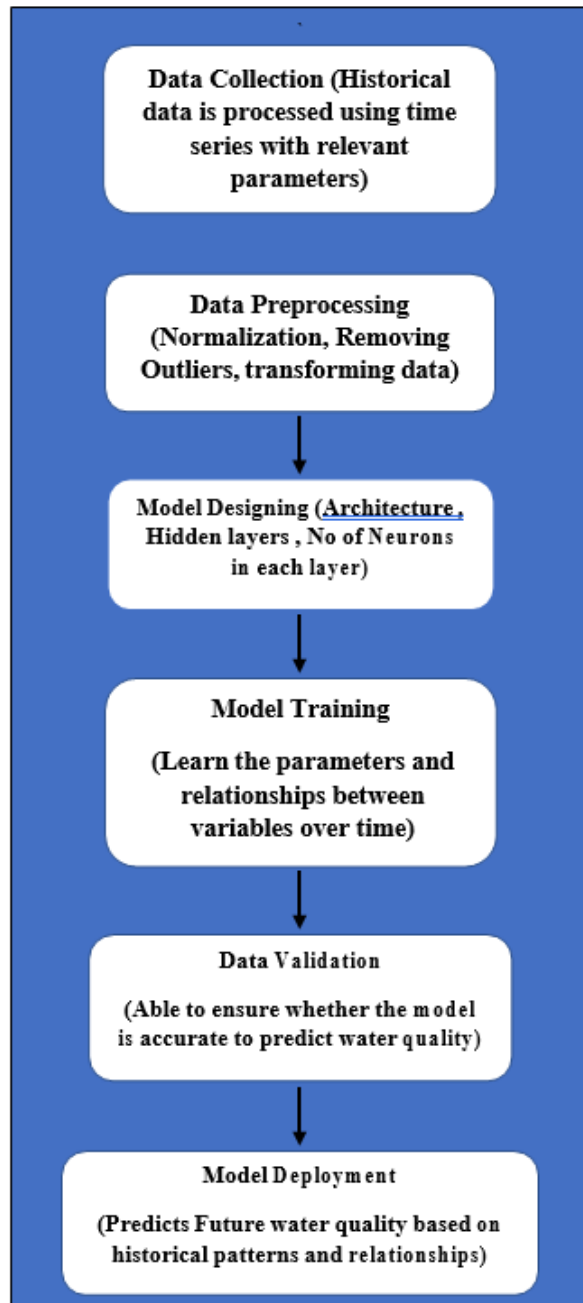 Data Collection (Historical
data is processed using time
series with relevant
parameters)
Data Preprocessing
(Normalization, Removing
Outliers, transforming data)
Model Designing (Architecture ,
Hidden layers , No of Neurons
in each layer)
Model Training
(Learn the parameters and
relationships between
variables over time)
Data Validation
(Able to ensure whether the model
is accurate to predict water quality)
Model Deployment
(Predicts Future water quality based on
historical patterns and relationships)